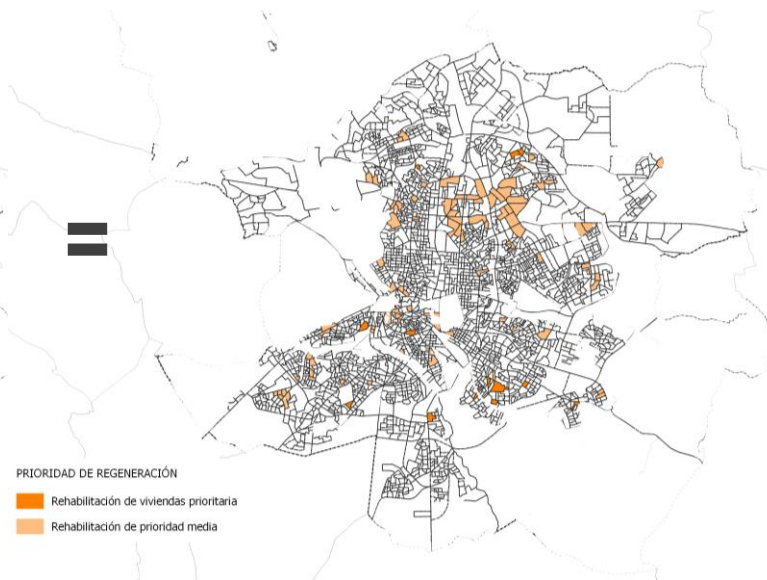 PRIORIDAD DE REGENERACIÓN
Rehabilitación de viviendas prioritaria
Rehabilitación de prioridad media